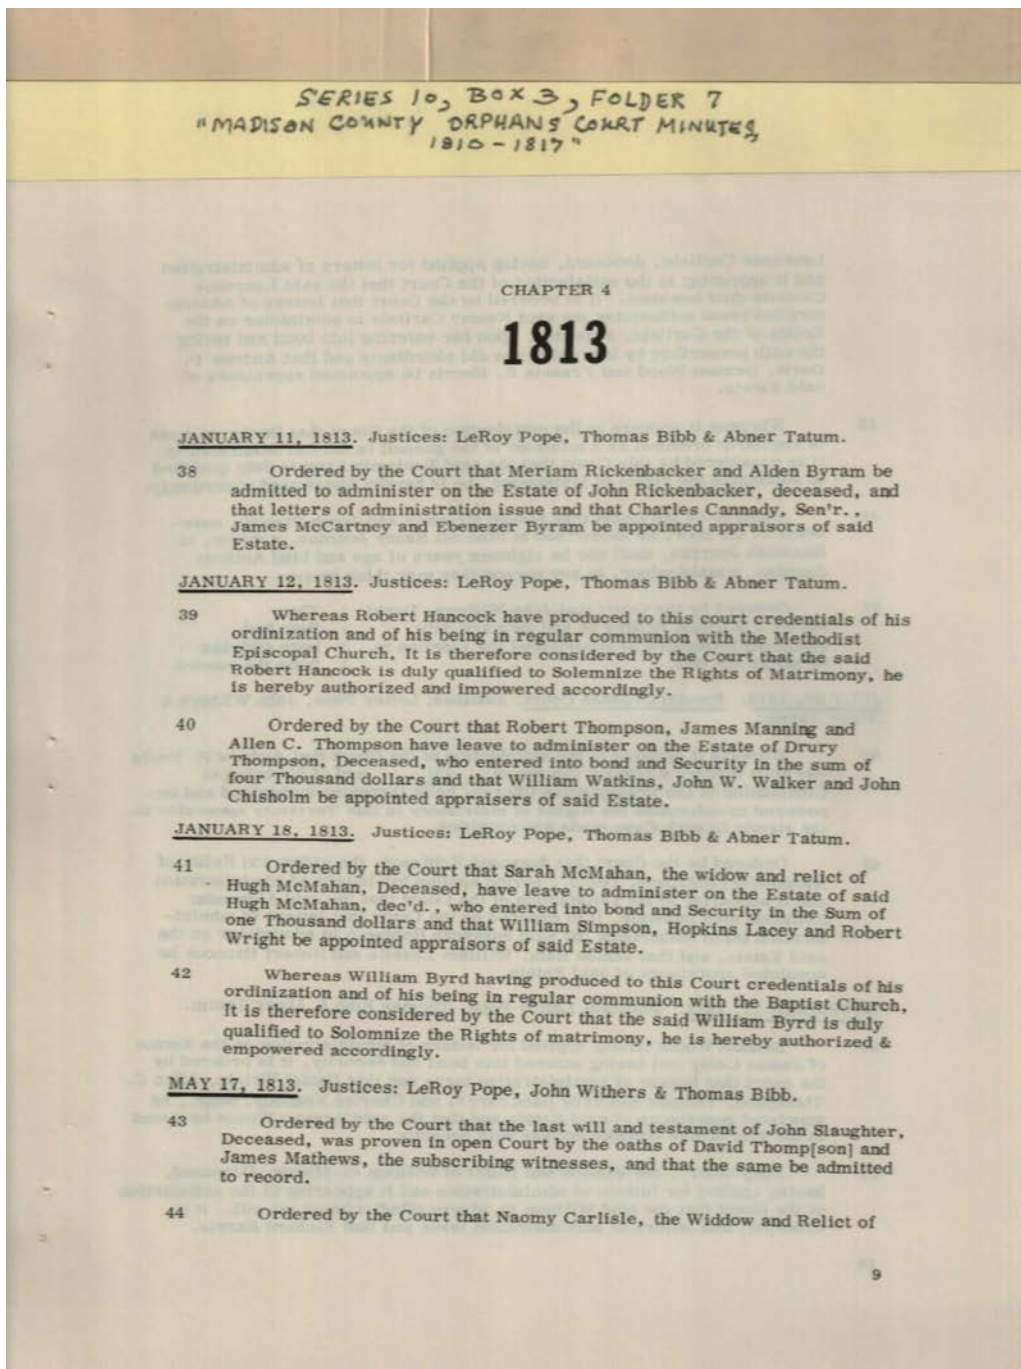 SERIES 10, BOX 3, FOLDER 7
"MADISON COUNTY ORPHANS COURT MINUTES,
1810-1817"
CHAPTER 4
1813
JANUARY 11, 1813. Justices: LeRoy Pope, Thomas Bibb & Abner Tatum.
38 Ordered by the Court that Meriam Rickenbacker and Alden Byram be
admitted to administer on the Estate of John Rickenbacker, deceased, and
that letters of administration issue and that Charles Cannady, Sen'r.,
James McCartney and Ebenezer Byram be appointed appraisors of said
Estate.
JANUARY 12, 1813. Justices: LeRoy Pope, Thomas Bibb & Abner Tatum.
39 Whereas Robert Hancock have produced to this court credentials of his
ordinization and of his being in regular communion with the Methodist
Episcopal Church, It is therefore considered by the Court that the said
Robert Hancock is duly qualified to Solemnize the Rights of Matrimony, he
is hereby authorized and impowered accordingly.
40 Ordered by the Court that Robert Thompson, James Manning and
Allen C. Thompson have leave to administer on the Estate of Drury
Thompson, Deceased, who entered into bond and Security in the sum of
four Thousand dollars and that William Watkins, John W. Walker and John
Chisholm be appointed appraisers of said Estate.
JANUARY 18, 1813. Justices: LeRoy Pope, Thomas Bibb & Abner Tatum.
41 Ordered by the Court that Sarah McMahan, the widow and relict of
Hugh McMahan, Deceased, have leave to administer on the Estate of said
Hugh McMahan, dec'd., who entered into bond and Security in the Sum of
one Thousand dollars and that William Simpson, Hopkins Lacey and Robert
Wright be appointed appraisors of said Estate.
42 Whereas William Byrd having produced to this Court credentials of his
ordinization and of his being in regular communion with the Baptist Church,
It is therefore considered by the Court that the said William Byrd is duly
qualified to Solomnize the Rights of matrimony, he is hereby authorized &
empowered accordingly.
MAY 17, 1813. Justices: LeRoy Pope, John Withers & Thomas Bibb.
43 Ordered by the Court that the last will and testament of John Slaughter,
Deceased, was proven in open Court by the oaths of David Thomp[son] and
James Mathews, the subscribing witnesses, and that the same be admitted
to record.
44 Ordered by the Court that Naomy Carlisle, the Widdow and Relict of
9